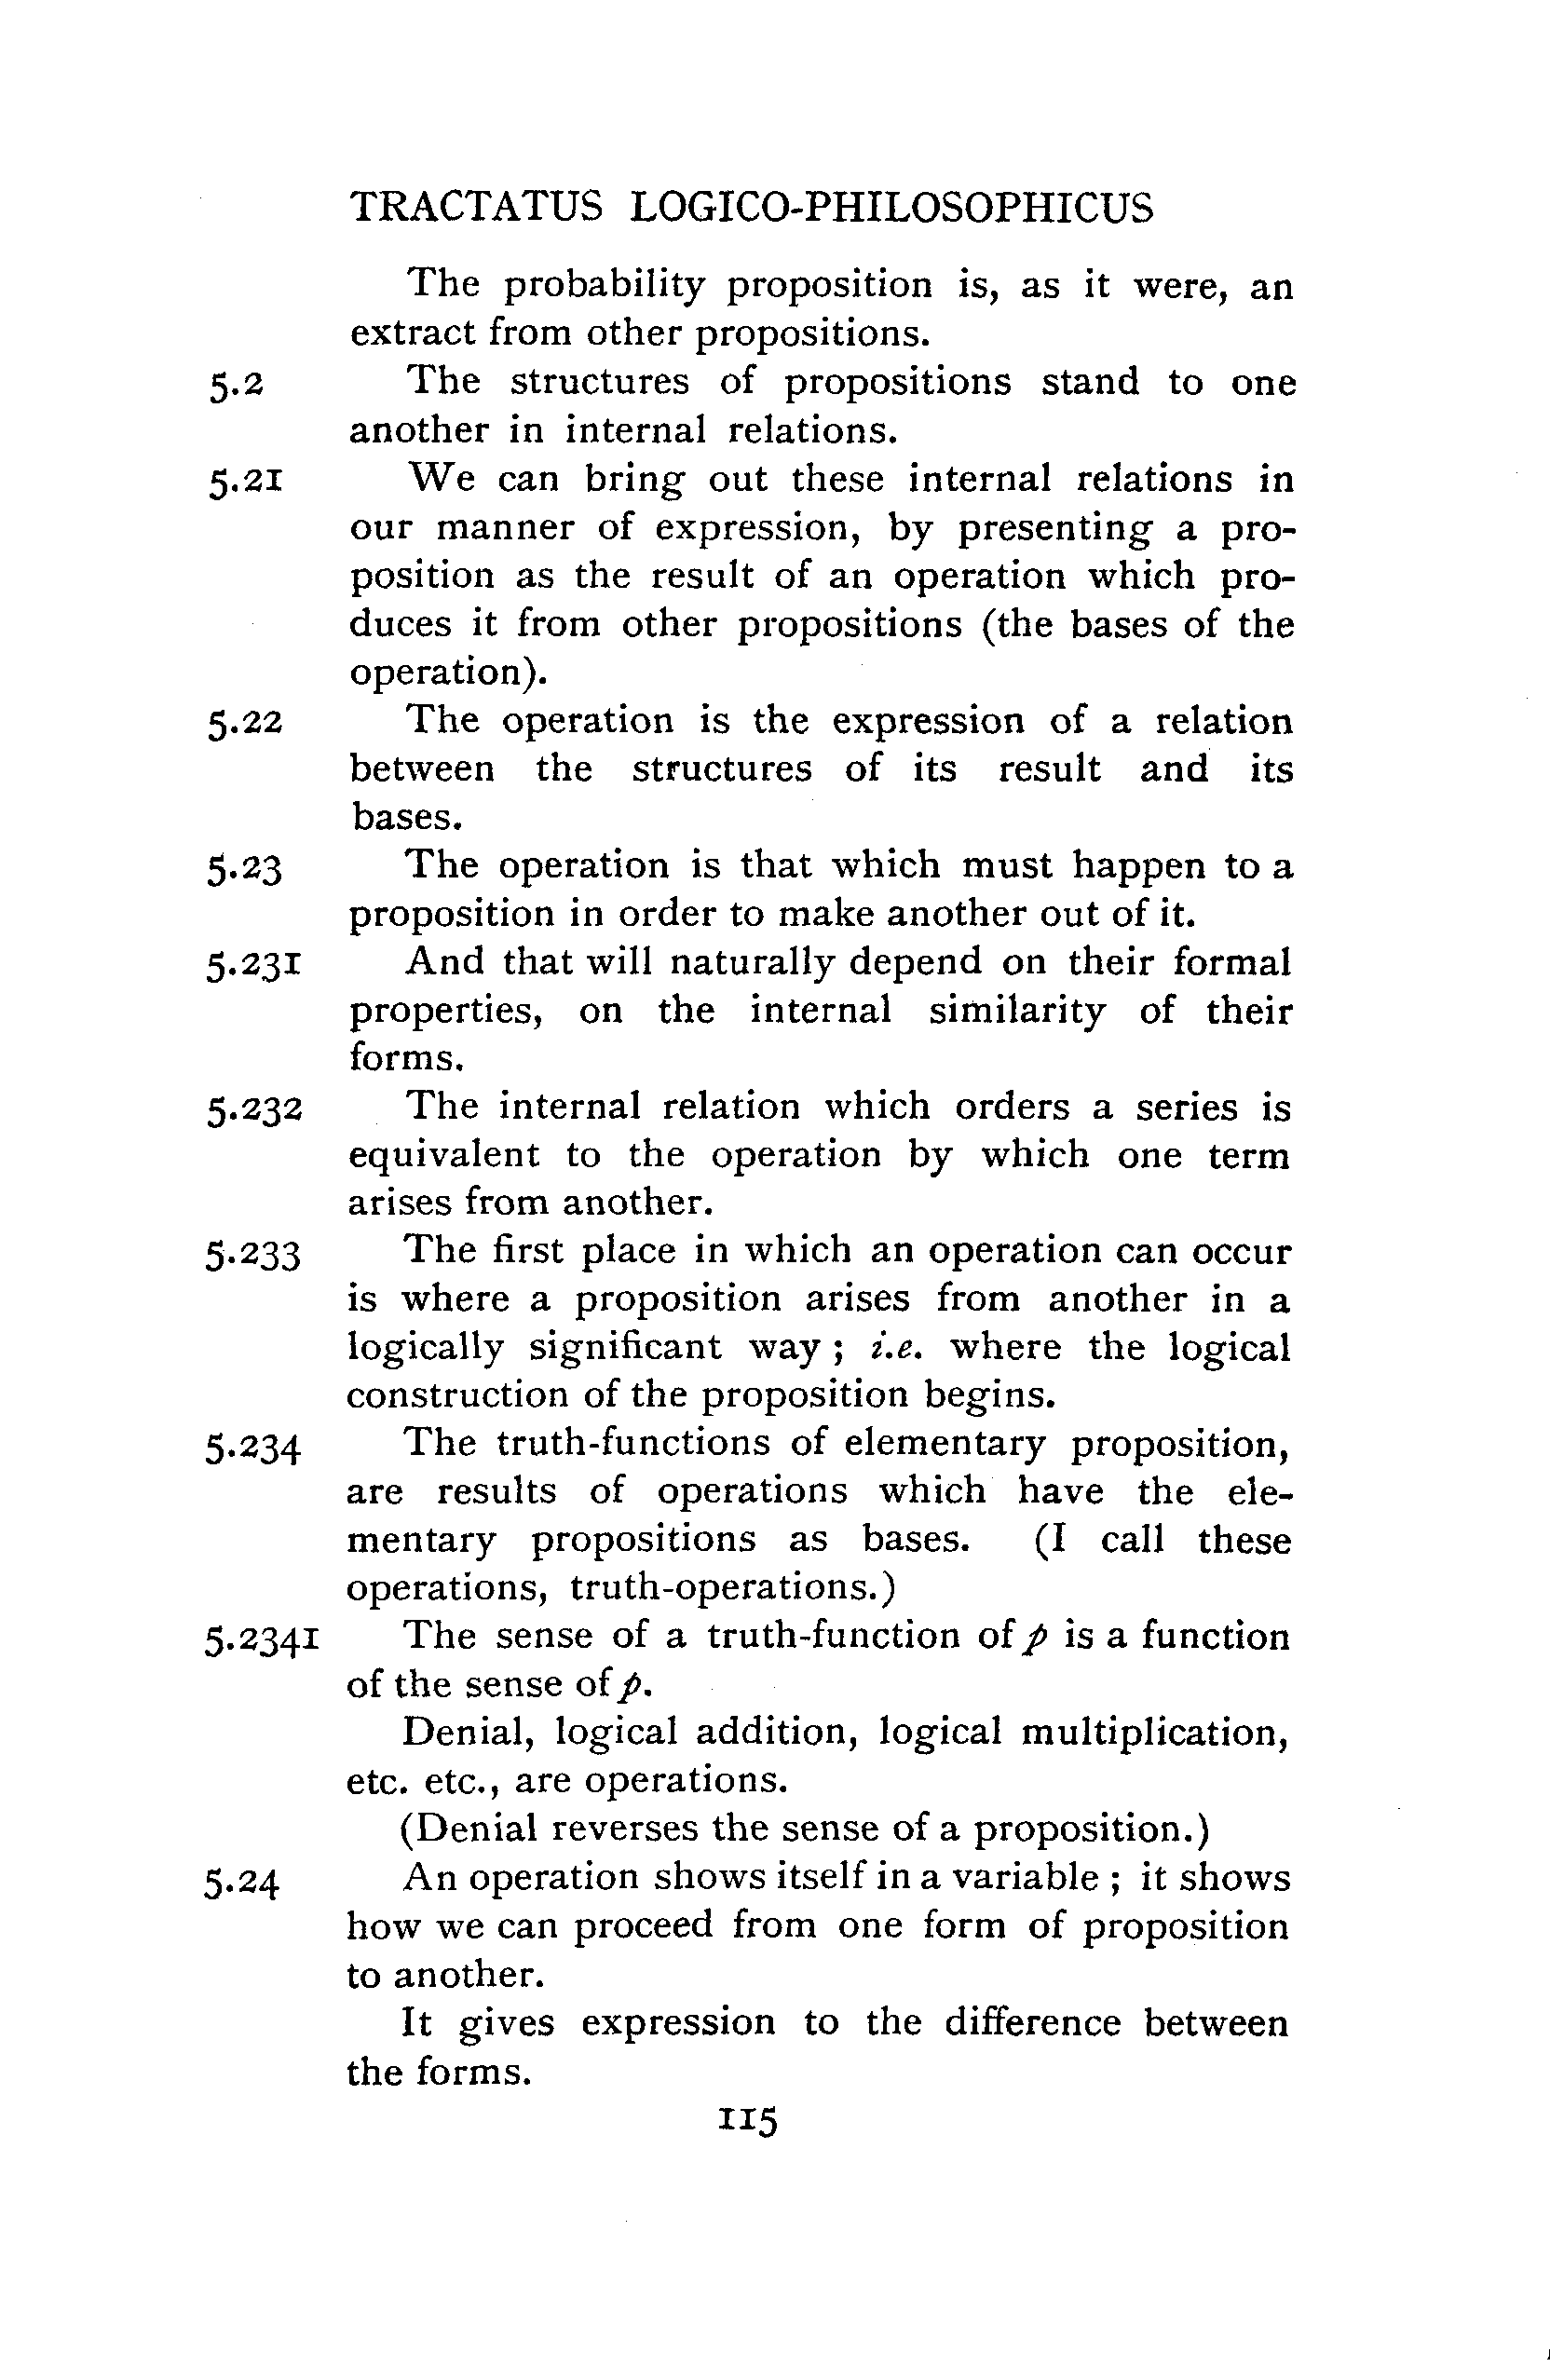 TRACTATUS LOGICO-PHILOSOPHICUS
The probability proposition is, as it were, an
extract from other propositions.
5.2 The structures of propositions stand to one
another in internal relations.
5.21 We can bring out these internal relations in
our manner of expression, by presenting a pro-
position as the result of an operation which pro-
duces it from other propositions (the bases of the
operation).
5.22 The operation is the expression of a relation
between the structures of its result and its
bases.
5.23 The operation is that which must happen to a
proposition in order to make another out of it.
5.231 And that will naturally depend on their formal
properties, on the internal similarity of their
forms.
5.232 The internal relation which orders a series is
equivalent to the operation by which one term
arises from another.
5.233 The first place in which an operation can occur
is where a proposition arises from another in a
logically significant way ; i.e. where the logical
construction of the proposition begins.
5.234 The truth-functions of elementary proposition,
are results of operations which have the ele-
mentary propositions as bases. (I call these
operations, truth-operations.)
5.2341 The sense of a truth-function of p is a function
of the sense of p.
Denial, logical addition, logical multiplication,
etc. etc., are operations.
(Denial reverses the sense of a proposition.)
5.24 An operation shows itself in a variable ; it shows
how we can proceed from one form of proposition
to another.
It gives expression to the difference between
the forms.
115